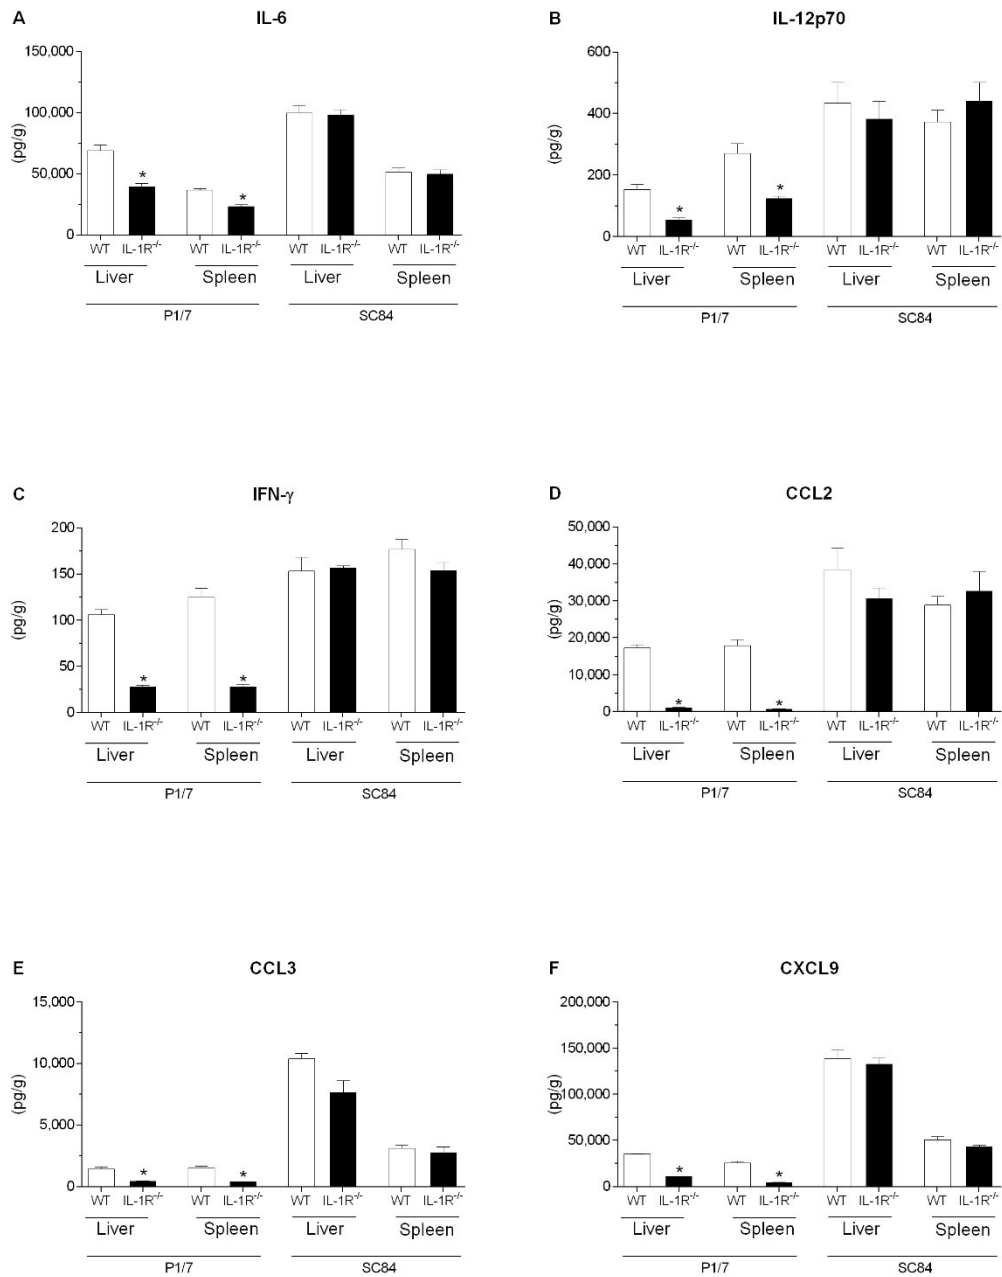 A IL-6
150,000
100,000
50,000
0
(pg/g)
*
*
WT IL-1R-/- WT IL-1R-/- WT IL-1R-/- WT IL-1R-/-
Liver Spleen Liver Spleen
P1/7 SC84
B IL-12p70
600
400
200
0
(pg/g)
*
*
WT IL-1R-/- WT IL-1R-/- WT IL-1R-/- WT IL-1R-/-
Liver Spleen Liver Spleen
P1/7 SC84
C IFN-γ
200
150
100
50
0
(pg/g)
* *
WT IL-1R-/- WT IL-1R-/- WT IL-1R-/- WT IL-1R-/-
Liver Spleen Liver Spleen
P1/7 SC84
D CCL2
50,000
40,000
30,000
20,000
10,000
0
(pg/g)
* *
WT IL-1R-/- WT IL-1R-/- WT IL-1R-/- WT IL-1R-/-
Liver Spleen Liver Spleen
P1/7 SC84
E CCL3
15,000
10,000
5,000
0
(pg/g)
* *
WT IL-1R-/- WT IL-1R-/- WT IL-1R-/- WT IL-1R-/-
Liver Spleen Liver Spleen
P1/7 SC84
F CXCL9
200,000
150,000
100,000
50,000
0
(pg/g)
* *
WT IL-1R-/- WT IL-1R-/- WT IL-1R-/- WT IL-1R-/-
Liver Spleen Liver Spleen
P1/7 SC84